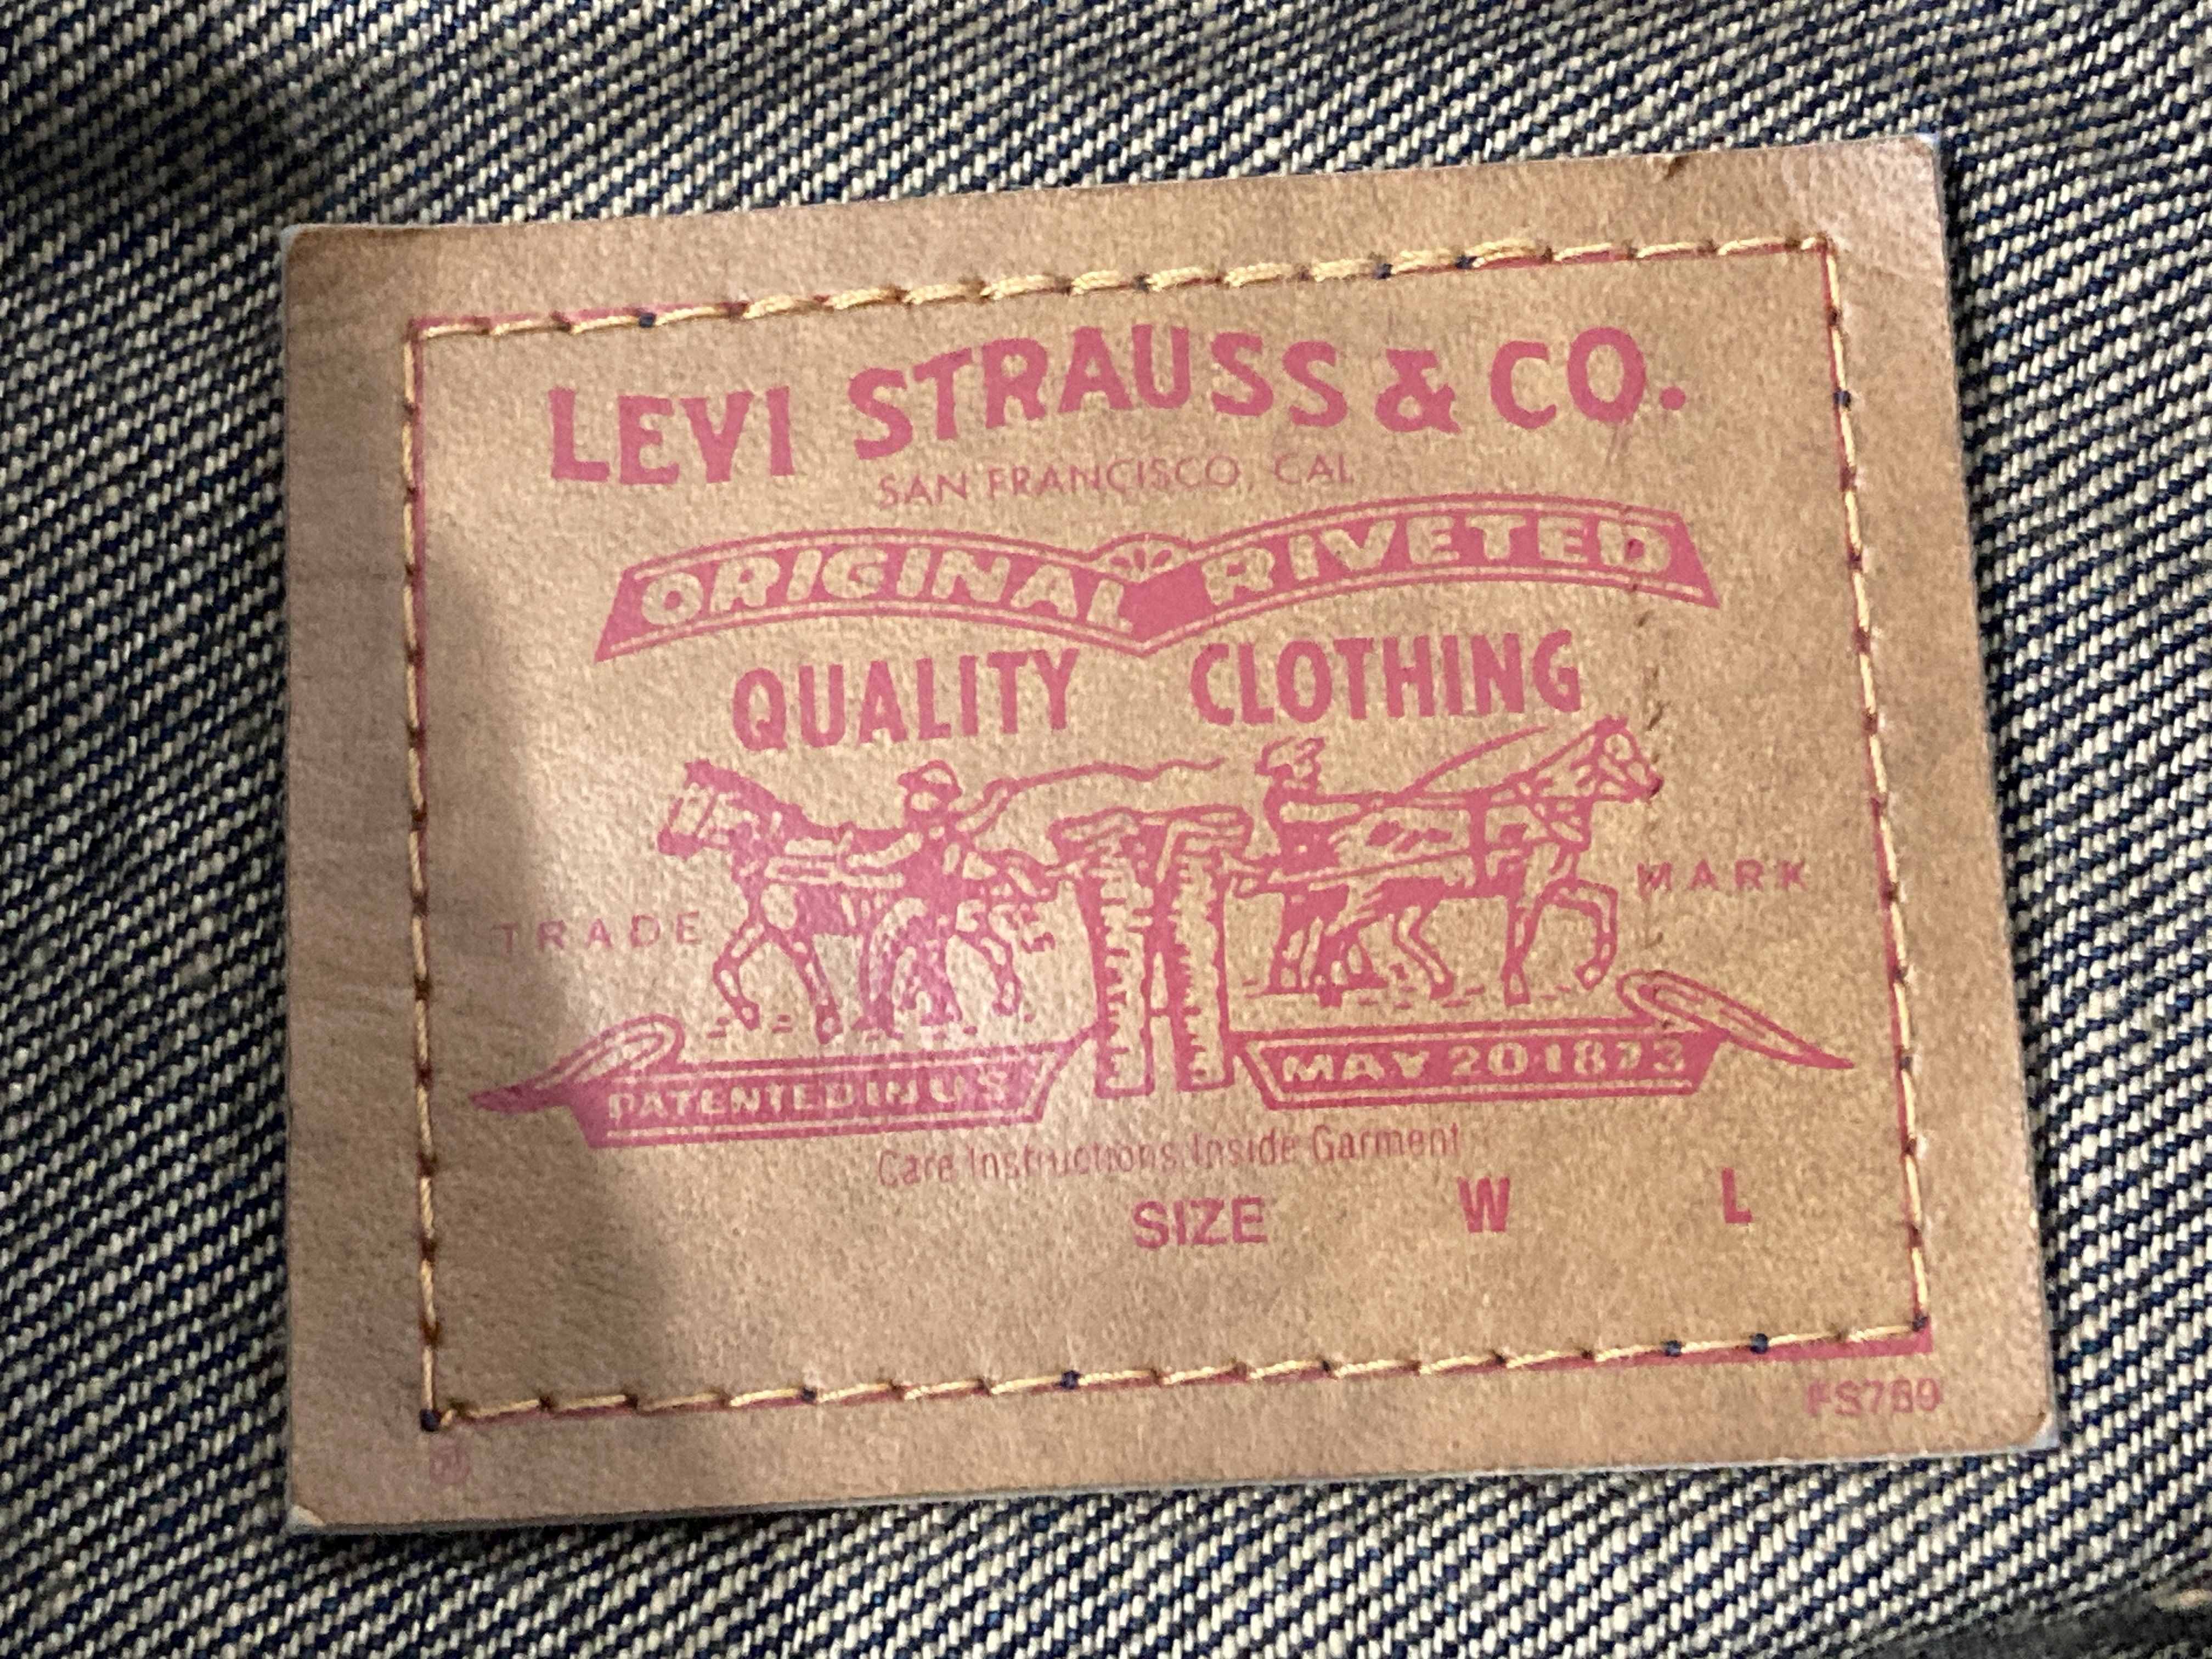 LEVI STRAUSS & CO.
SAN FRANCISCO, CAL
ORIGINAL RIVETED
QUALITY CLOTHING
TRADE MARK
PATENTED IN U S MAY 20 1873
Care Instructions Inside Garment
SIZE W L